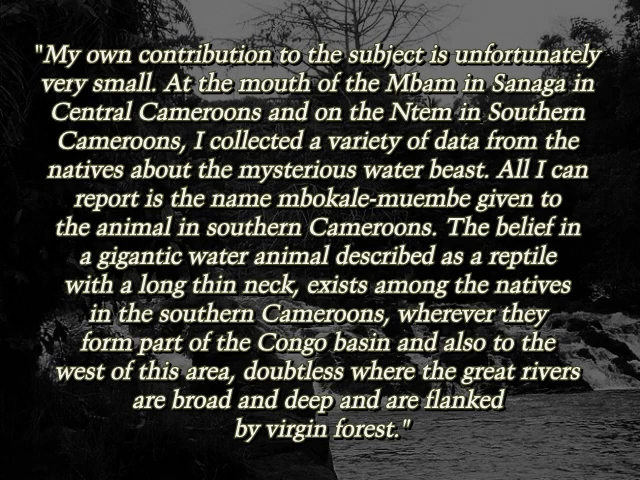 "My own contribution to the subject is unfortunately
very small. At the mouth of the Mbam in Sanaga in
Central Cameroons and on the Ntem in Southern
Cameroons, I collected a variety of data from the
natives about the mysterious water beast. All I can
report is the name mbokale-muembe given to
the animal in southern Cameroons. The belief in
a gigantic water animal described as a reptile
with a long thin neck, exists among the natives
in the southern Cameroons, wherever they
form part of the Congo basin and also to the
west of this area, doubtless where the great rivers
are broad and deep and are flanked
by virgin forest."